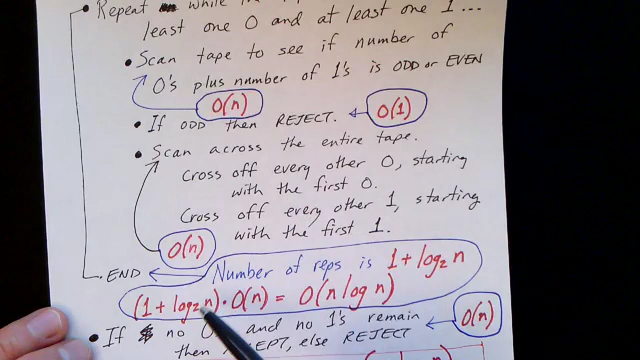 • Repeat while the
least one 0 and at least one 1 ...
• Scan tape to see if number of
0's plus number of 1's is ODD or EVEN
O(n)
• If ODD then REJECT. O(1)
• Scan across the entire tape.
Cross off every other 0, starting
with the first 0.
Cross off every other 1, starting
with the first 1.
O(n)
END Number of reps is 1 + log₂ n
(1 + log₂ n) • O(n) = O(n log n)
• If no and no 1's remain O(n)
then ACCEPT, else REJECT